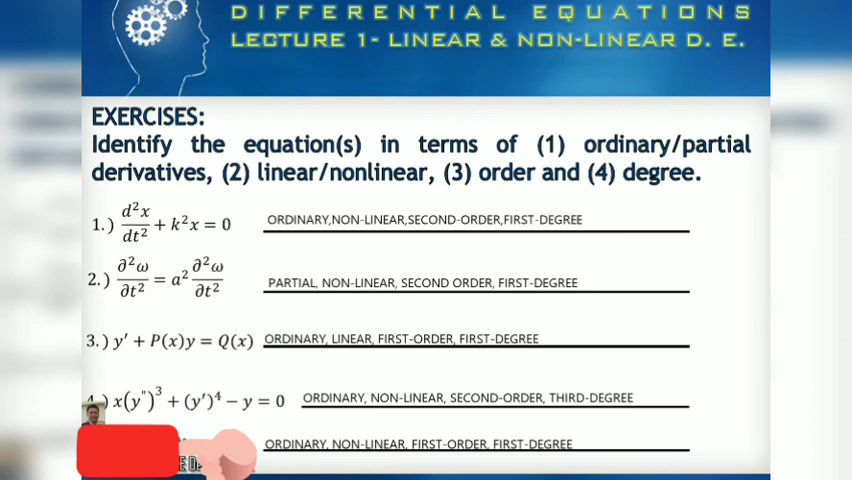 DIFFERENTIAL EQUATIONS
LECTURE 1- LINEAR & NON-LINEAR D. E.
EXERCISES:
Identify the equation(s) in terms of (1) ordinary/partial
derivatives, (2) linear/nonlinear, (3) order and (4) degree.
1.) d²x/dt² + k²x = 0 ORDINARY,NON-LINEAR,SECOND-ORDER,FIRST-DEGREE
2.) ∂²ω/∂t² = a² ∂²ω/∂t² PARTIAL, NON-LINEAR, SECOND ORDER, FIRST-DEGREE
3.) y′ + P(x)y = Q(x) ORDINARY, LINEAR, FIRST-ORDER, FIRST-DEGREE
) x(y")³ + (y′)⁴ − y = 0 ORDINARY, NON-LINEAR, SECOND-ORDER, THIRD-DEGREE
ORDINARY, NON-LINEAR, FIRST-ORDER, FIRST-DEGREE